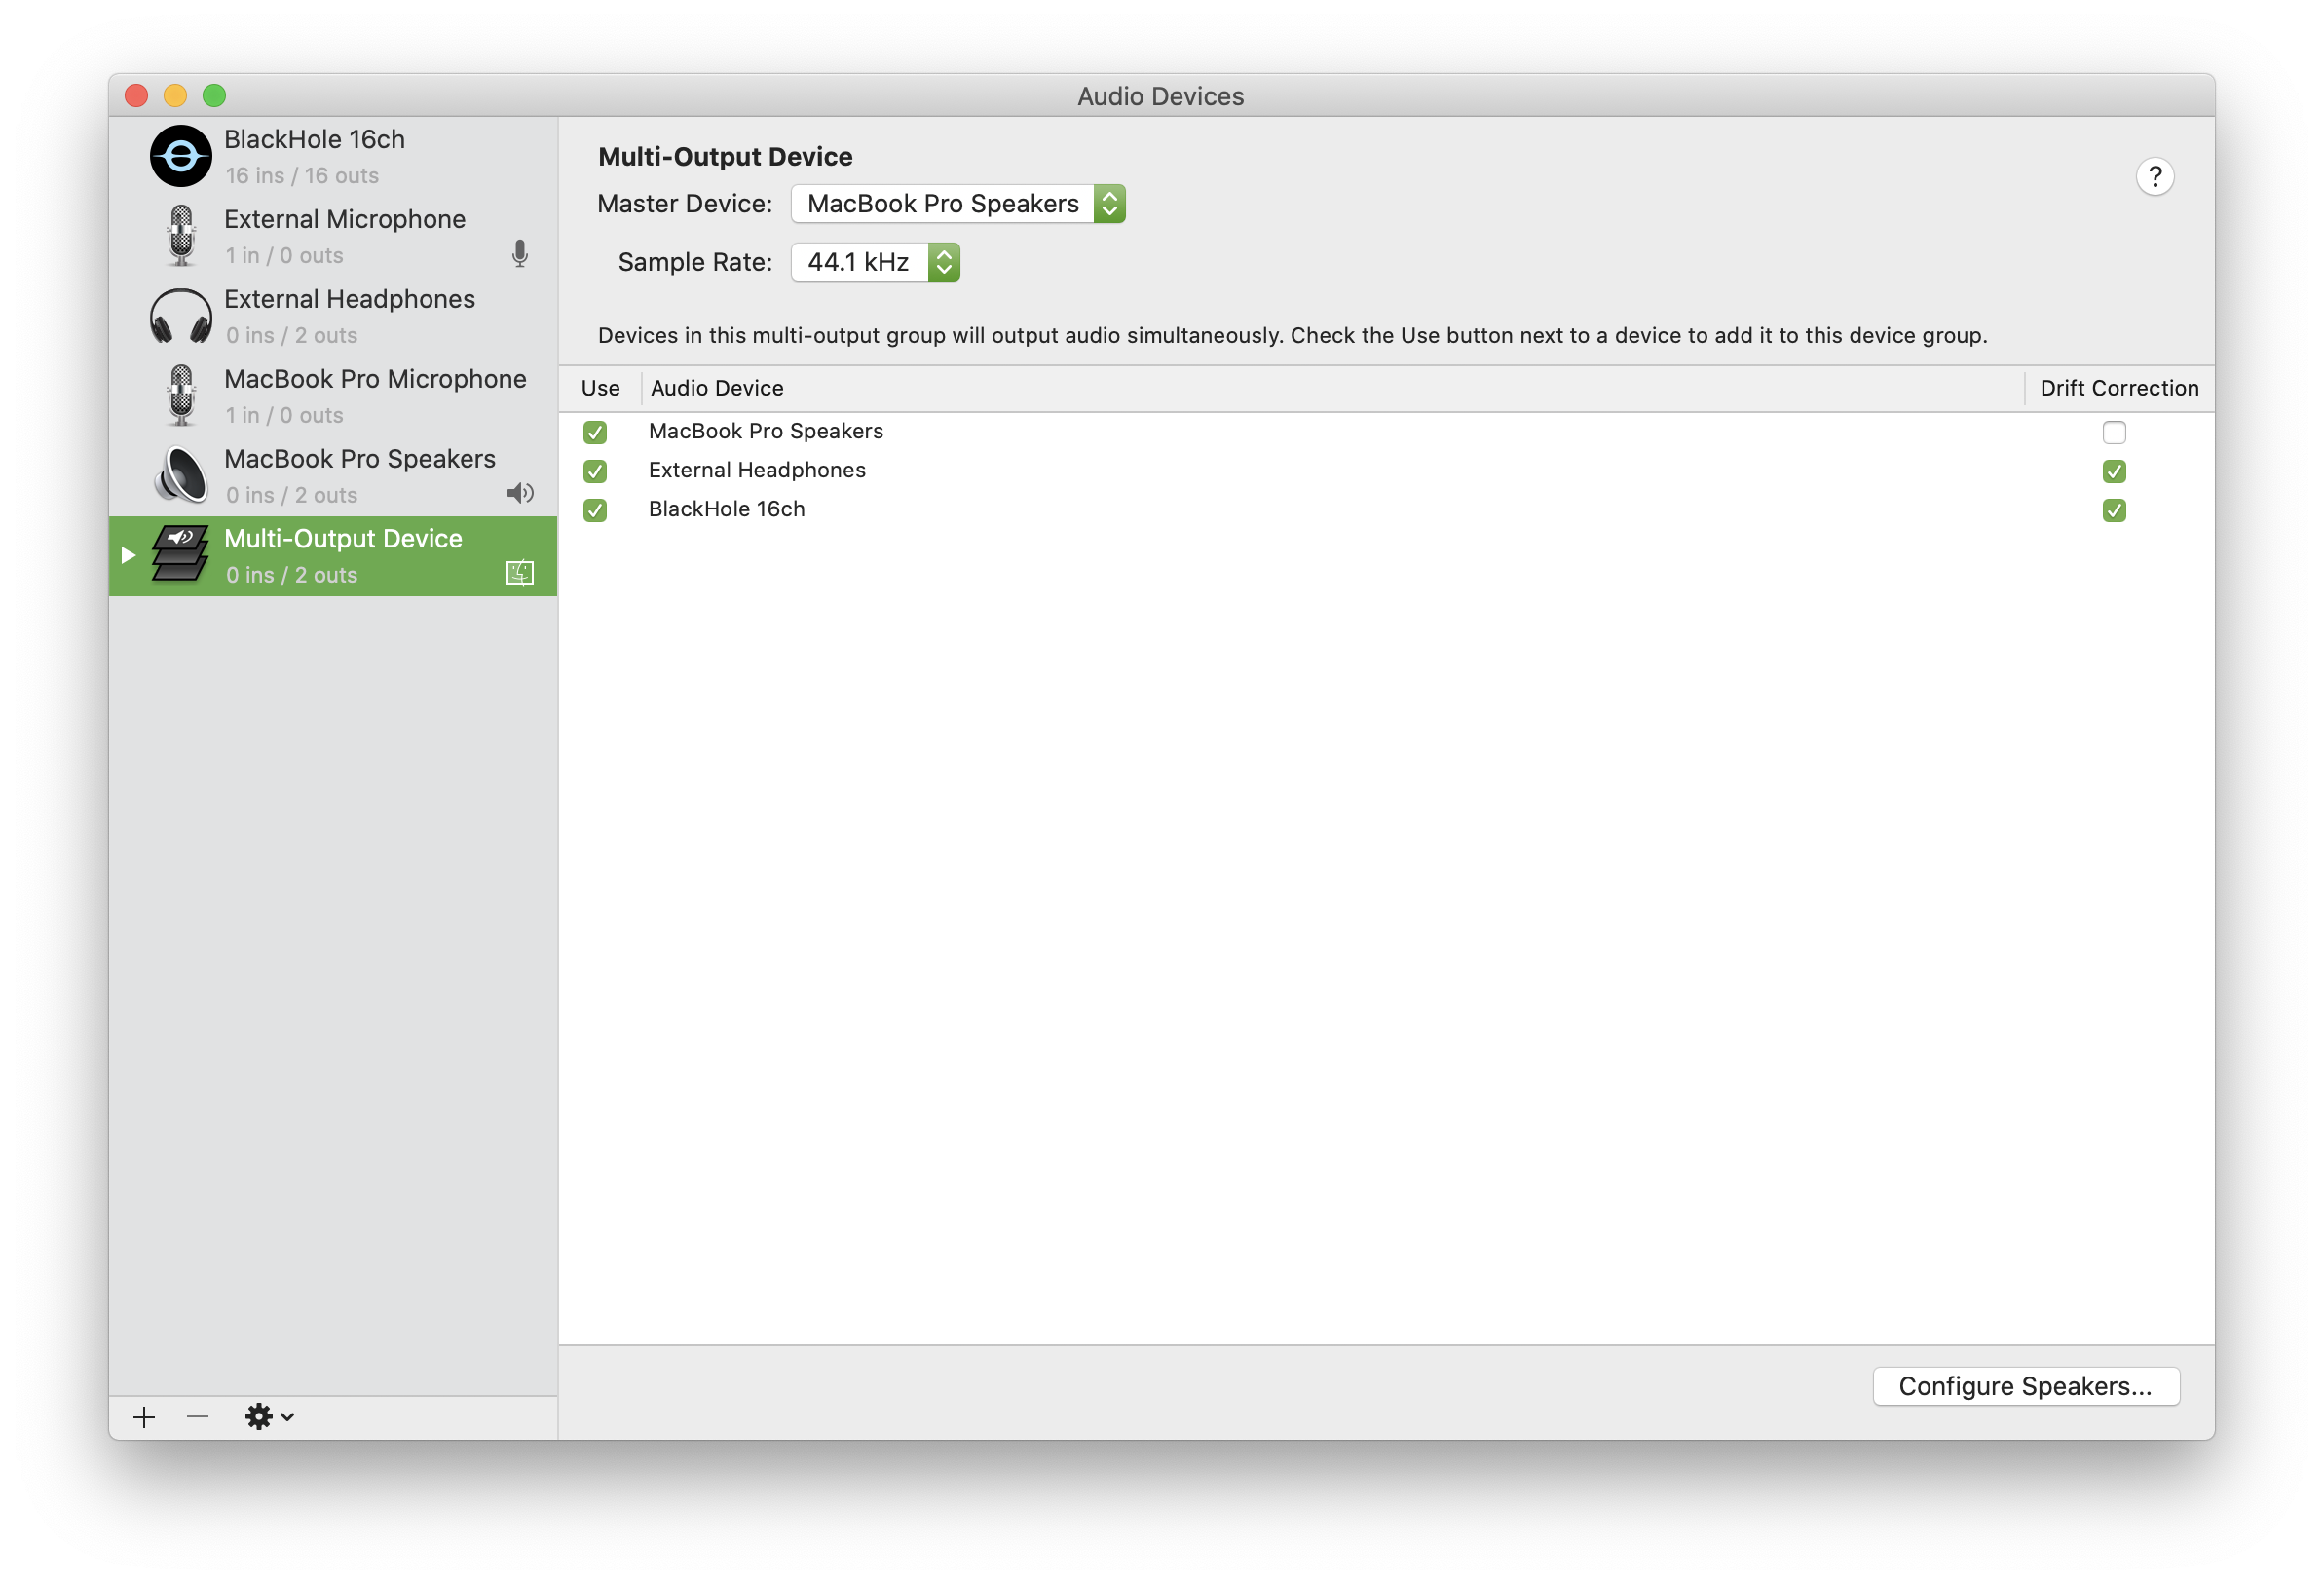 Audio Devices
BlackHole 16ch
16 ins / 16 outs
External Microphone
1 in / 0 outs
External Headphones
0 ins / 2 outs
MacBook Pro Microphone
1 in / 0 outs
MacBook Pro Speakers
0 ins / 2 outs
Multi-Output Device
0 ins / 2 outs
Multi-Output Device
?
Master Device: MacBook Pro Speakers
Sample Rate: 44.1 kHz
Devices in this multi-output group will output audio simultaneously. Check the Use button next to a device to add it to this device group.
Use Audio Device Drift Correction
MacBook Pro Speakers
External Headphones
BlackHole 16ch
Configure Speakers...